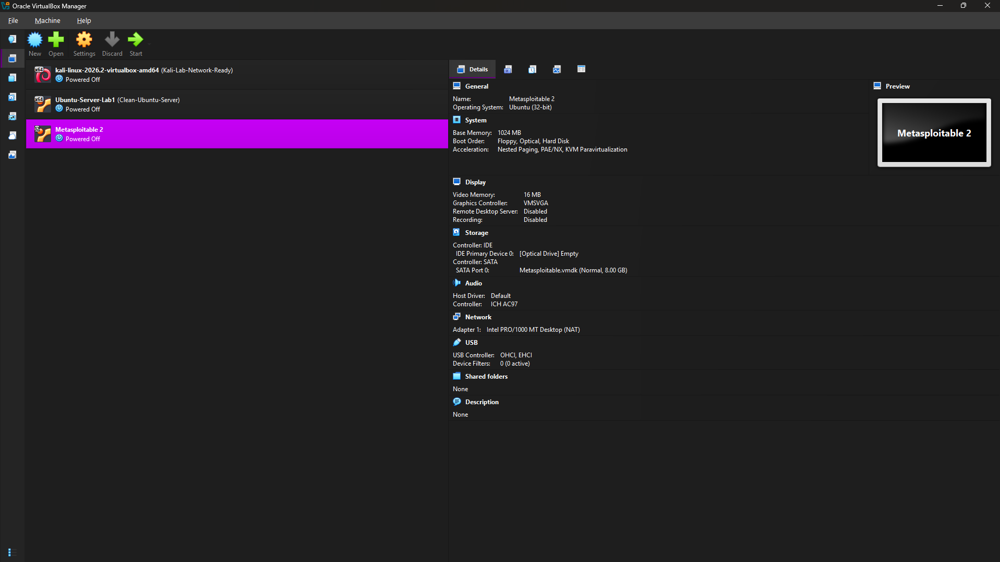 Oracle VirtualBox Manager
File Machine Help
New Open Settings Discard Start
x64 kali-linux-2026.2-virtualbox-amd64 (Kali-Lab-Network-Ready)
Powered Off
x64 Ubuntu-Server-Lab1 (Clean-Ubuntu-Server)
Powered Off
32 Metasploitable 2
Powered Off
Details
General
Name: Metasploitable 2
Operating System: Ubuntu (32-bit)
System
Base Memory: 1024 MB
Boot Order: Floppy, Optical, Hard Disk
Acceleration: Nested Paging, PAE/NX, KVM Paravirtualization
Preview
Metasploitable 2
Display
Video Memory: 16 MB
Graphics Controller: VMSVGA
Remote Desktop Server: Disabled
Recording: Disabled
Storage
Controller: IDE
IDE Primary Device 0: [Optical Drive] Empty
Controller: SATA
SATA Port 0: Metasploitable.vmdk (Normal, 8.00 GB)
Audio
Host Driver: Default
Controller: ICH AC97
Network
Adapter 1: Intel PRO/1000 MT Desktop (NAT)
USB
USB Controller: OHCI, EHCI
Device Filters: 0 (0 active)
Shared folders
None
Description
None